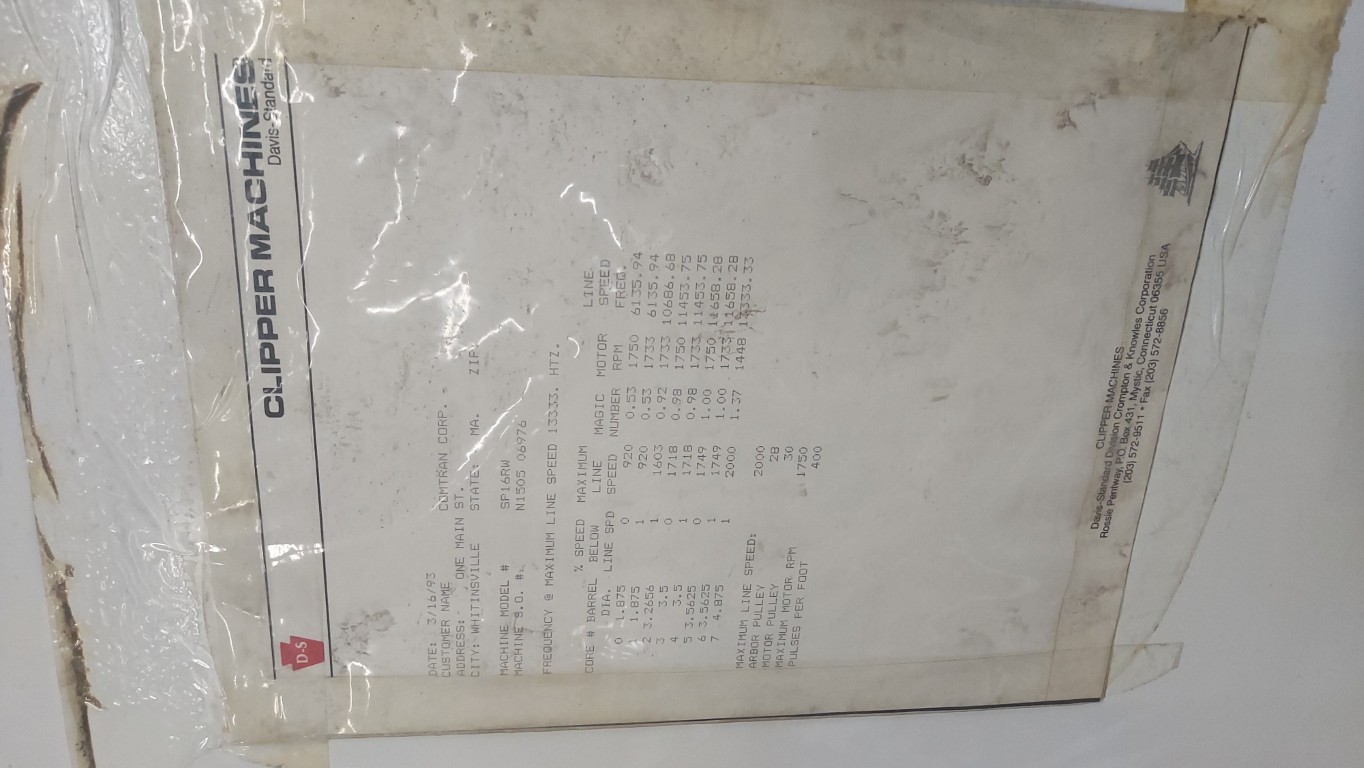 CLIPPER MACHINES
Davis-Standard
D-S
DATE: 3/16/93
CUSTOMER NAME COMTRAN CORP.
ADDRESS: ONE MAIN ST.
CITY: WHITINSVILLE STATE: MA. ZIP
MACHINE MODEL # SP16RW
MACHINE S.O. #: N1505 06976
FREQUENCY @ MAXIMUM LINE SPEED 13333. HTZ.
CORE # BARREL % SPEED MAXIMUM MAGIC MOTOR LINE
DIA. BELOW LINE NUMBER RPM SPEED
LINE SPD SPEED FREQ.
0 1.875 0 920 0.53 1750 6135.94
1 1.875 1 920 0.53 1733 6135.94
2 3.2656 1 1603 0.92 1733 10686.68
3 3.5 0 1718 0.98 1750 11453.75
4 3.5 1 1718 0.98 1733 11453.75
5 3.5625 0 1749 1.00 1750 11658.28
6 3.5625 1 1749 1.00 1733 11658.28
7 4.875 1 2000 1.37 1448 13333.33
MAXIMUM LINE SPEED: 2000
ARBOR PULLEY 28
MOTOR PULLEY 30
MAXIMUM MOTOR RPM 1750
PULSES PER FOOT 400
CLIPPER MACHINES
Davis-Standard Division Crompton & Knowles Corporation
Rossie Pentway, P.O. Box 431, Mystic, Connecticut 06355 USA
(203) 572-9511 • Fax (203) 572-8856